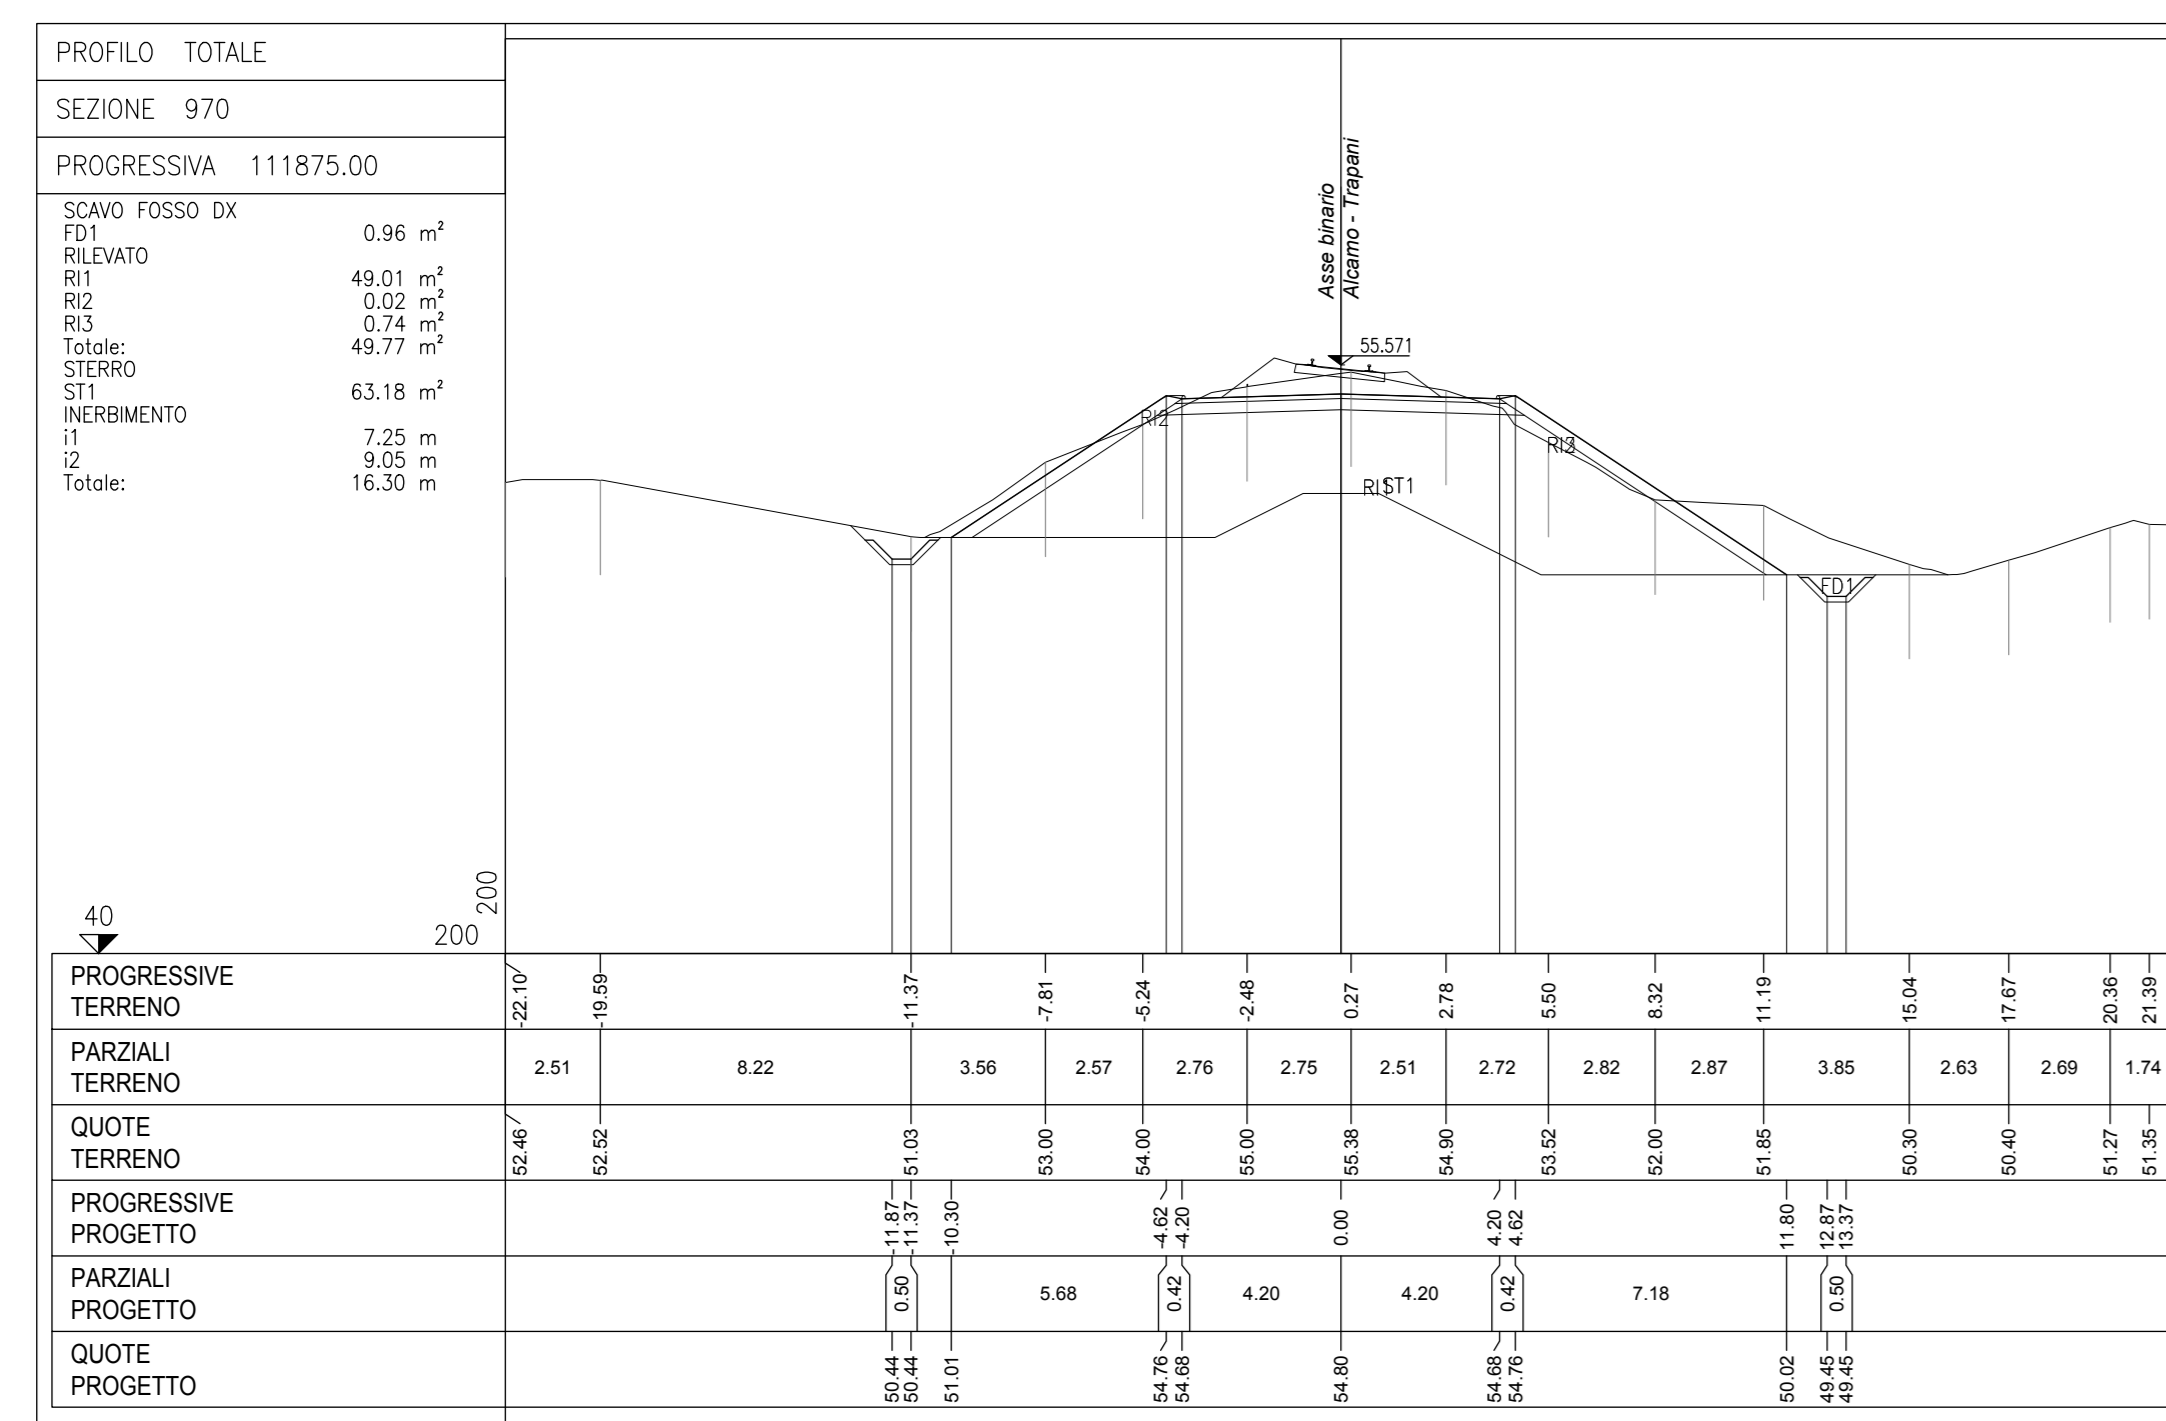 PROFILO TOTALE
SEZIONE 970
PROGRESSIVA 111875.00
SCAVO FOSSO DX
FD1 0.96 m²
RILEVATO
RI1 49.01 m²
RI2 0.02 m²
RI3 0.74 m²
Totale: 49.77 m²
STERRO
ST1 63.18 m²
INERBIMENTO
i1 7.25 m
i2 9.05 m
Totale: 16.30 m
Asse binario
Alcamo - Trapani
55.571
RI2
ST1
FD1
40
200
200
PROGRESSIVE
TERRENO
-22.10 -19.59 -11.37 -7.81 -5.24 -2.48 0.27 2.78 5.50 8.32 11.19 15.04 17.67 20.36 21.39
PARZIALI
TERRENO
2.51 8.22 3.56 2.57 2.76 2.75 2.51 2.72 2.82 2.87 3.85 2.63 2.69 1.74
QUOTE
TERRENO
52.46 52.52 51.03 53.00 54.00 55.00 55.38 54.90 53.52 52.00 51.85 50.30 50.40 51.27 51.35
PROGRESSIVE
PROGETTO
-11.87 -11.37 -10.30 -4.62 -4.20 0.00 4.20 4.62 11.80 12.87 13.37
PARZIALI
PROGETTO
0.50 5.68 0.42 4.20 4.20 0.42 7.18 0.50
QUOTE
PROGETTO
50.44 50.44 51.01 54.76 54.68 54.80 54.68 54.76 50.02 49.45 49.45